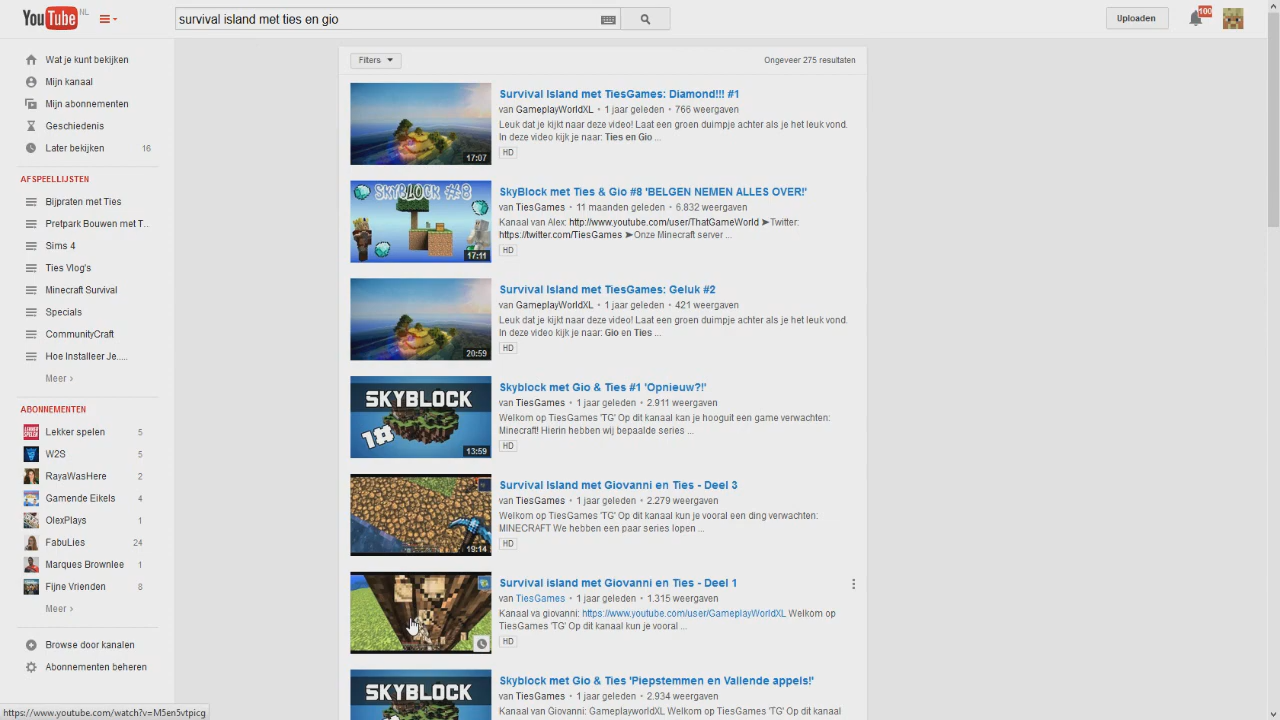 YouTube NL
survival island met ties en gio
Uploaden
100
Wat je kunt bekijken
Mijn kanaal
Mijn abonnementen
Geschiedenis
Later bekijken 16
AFSPEELLIJSTEN
Bijpraten met Ties
Pretpark Bouwen met T...
Sims 4
Ties Vlog's
Minecraft Survival
Specials
CommunityCraft
Hoe Installeer Je.....
Meer ›
ABONNEMENTEN
Lekker spelen 5
W2S 5
RayaWasHere 2
Gamende Eikels 4
OlexPlays 1
FabuLies 24
Marques Brownlee 1
Fijne Vrienden 8
Meer ›
Browse door kanalen
Abonnementen beheren
Filters
Ongeveer 275 resultaten
17:07
Survival Island met TiesGames: Diamond!!! #1
van GameplayWorldXL • 1 jaar geleden • 766 weergaven
Leuk dat je kijkt naar deze video! Laat een groen duimpje achter als je het leuk vond.
In deze video kijk je naar: Ties en Gio ...
HD
SKYBLOCK #8
17:11
SkyBlock met Ties & Gio #8 'BELGEN NEMEN ALLES OVER!'
van TiesGames • 11 maanden geleden • 6.832 weergaven
Kanaal van Alex: http://www.youtube.com/user/ThatGameWorld ➤Twitter:
https://twitter.com/TiesGames ➤Onze Minecraft server ...
HD
20:59
Survival Island met TiesGames: Geluk #2
van GameplayWorldXL • 1 jaar geleden • 421 weergaven
Leuk dat je kijkt naar deze video! Laat een groen duimpje achter als je het leuk vond.
In deze video kijk je naar: Gio en Ties ...
HD
SKYBLOCK
1#
13:59
Skyblock met Gio & Ties #1 'Opnieuw?!'
van TiesGames • 1 jaar geleden • 2.911 weergaven
Welkom op TiesGames 'TG' Op dit kanaal kan je hooguit een game verwachten:
Minecraft! Hierin hebben wij bepaalde series ...
HD
19:14
Survival island met Giovanni en Ties - Deel 3
van TiesGames • 1 jaar geleden • 2.279 weergaven
Welkom op TiesGames 'TG' Op dit kanaal kun je vooral een ding verwachten:
MINECRAFT We hebben een paar series lopen ...
HD
Survival island met Giovanni en Ties - Deel 1
van TiesGames • 1 jaar geleden • 1.315 weergaven
Kanaal va giovanni: https://www.youtube.com/user/GameplayWorldXL Welkom op
TiesGames 'TG' Op dit kanaal kun je vooral ...
HD
SKYBLOCK
Skyblock met Gio & Ties 'Piepstemmen en Vallende appels!'
van TiesGames • 1 jaar geleden • 2.934 weergaven
Kanaal van Giovanni: GameplayworldXL Welkom op TiesGames 'TG' Op dit kanaal
https://www.youtube.com/watch?v=M5en5vtpicg